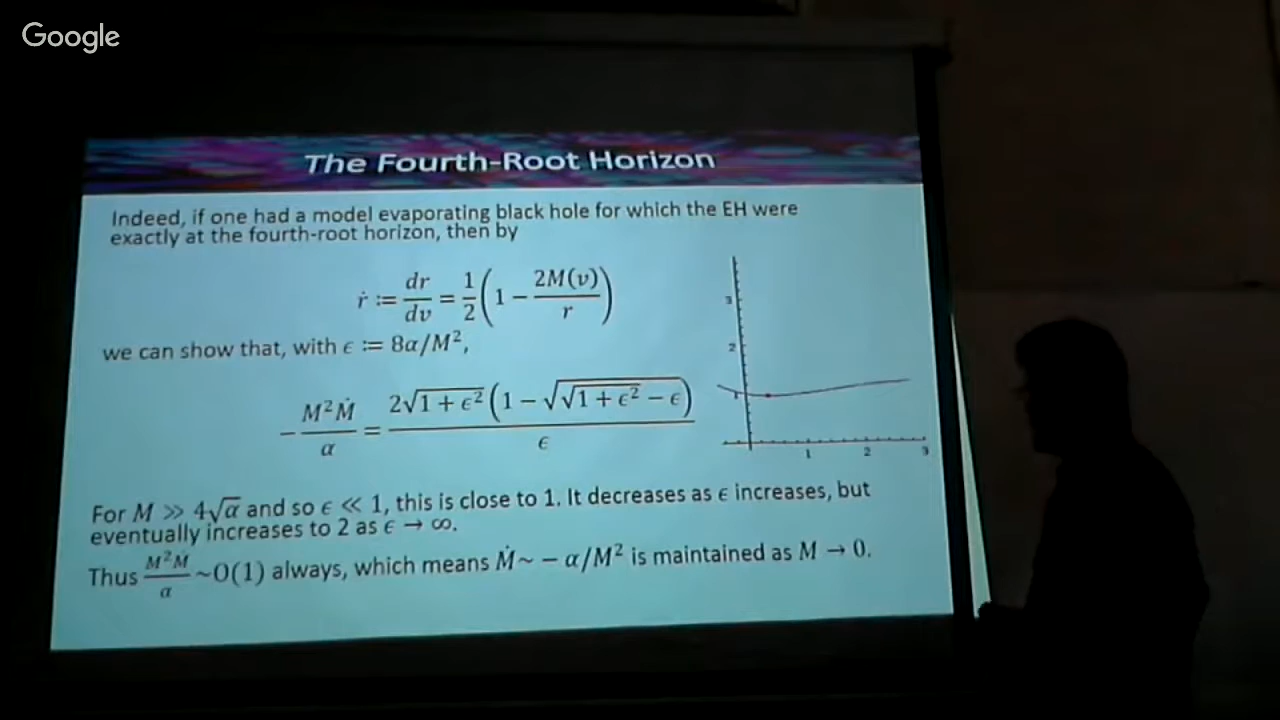 Google
The Fourth-Root Horizon
Indeed, if one had a model evaporating black hole for which the EH were
exactly at the fourth-root horizon, then by
ṙ := dr/dv = 1/2 (1 − 2M(v)/r)
we can show that, with ϵ := 8α/M²,
− M²Ṁ/α = 2√(1 + ϵ²) (1 − √(√(1 + ϵ²) − ϵ)) / ϵ
3
2
1
1 2 3
For M ≫ 4√α and so ϵ ≪ 1, this is close to 1. It decreases as ϵ increases, but
eventually increases to 2 as ϵ → ∞.
Thus M²Ṁ/α ~O(1) always, which means Ṁ~ − α/M² is maintained as M → 0.